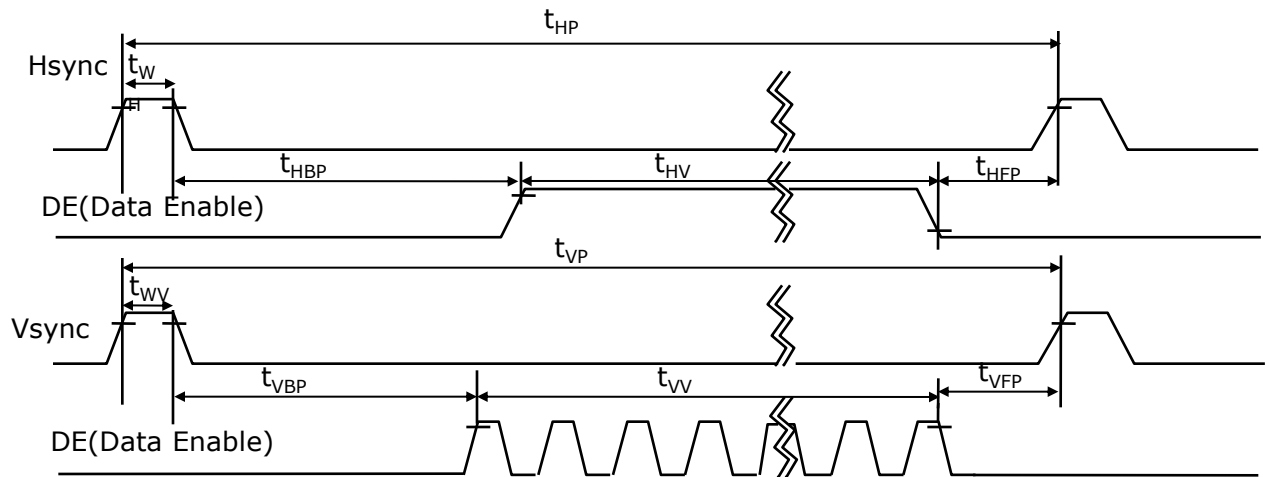 tHP
Hsync
tWH
tHBP
tHV
tHFP
DE(Data Enable)
tVP
tWV
Vsync
tVBP
tVV
tVFP
DE(Data Enable)